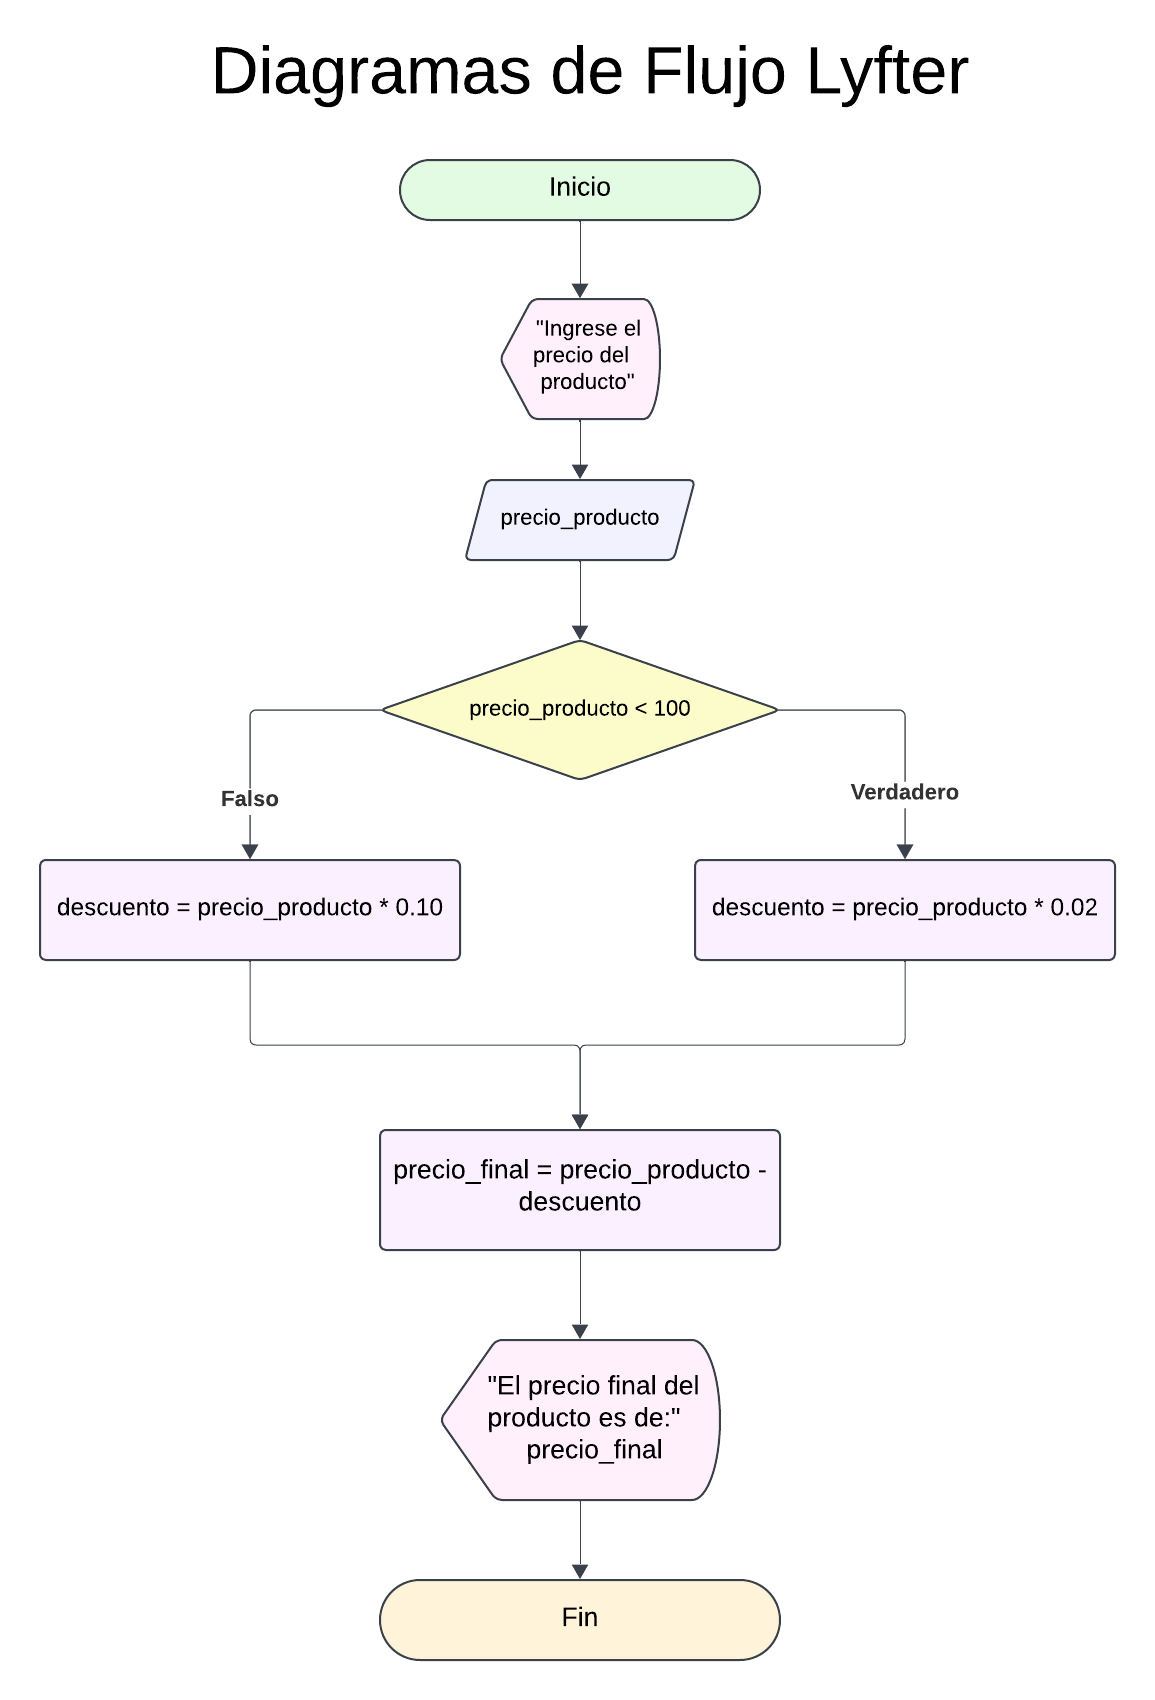 Diagramas de Flujo Lyfter
Inicio
"Ingrese el
precio del
producto"
precio_producto
precio_producto < 100
Falso
Verdadero
descuento = precio_producto * 0.10
descuento = precio_producto * 0.02
precio_final = precio_producto -
descuento
"El precio final del
producto es de:"
precio_final
Fin